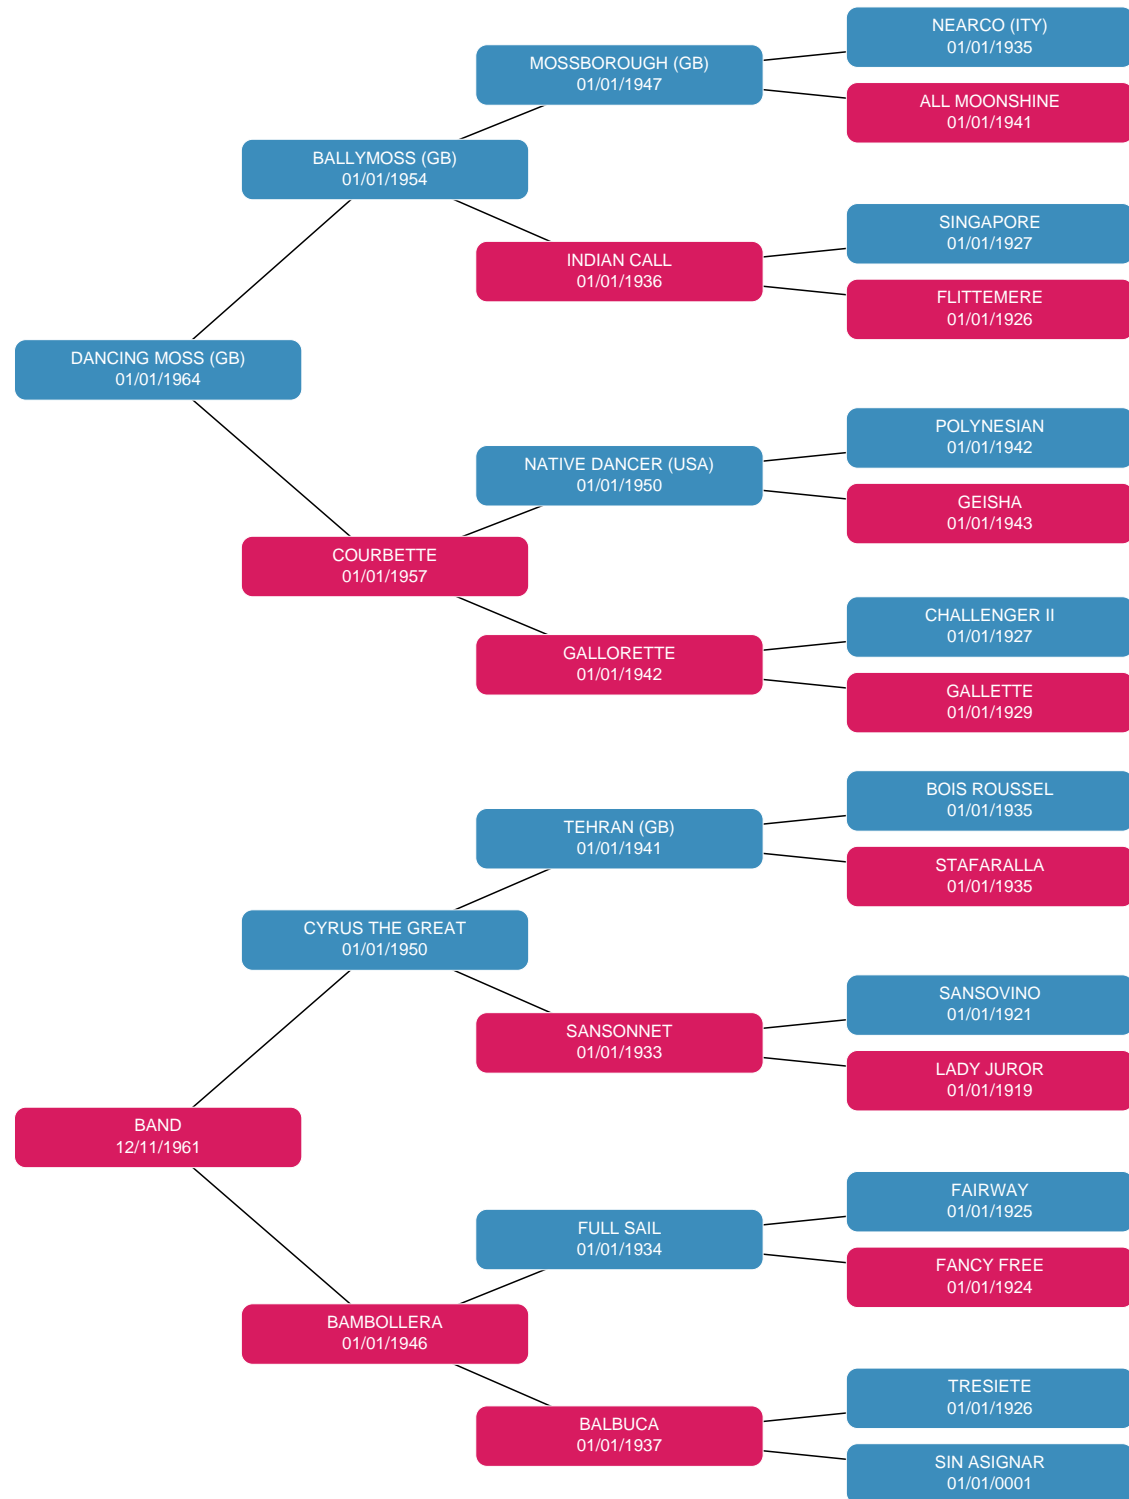 NEARCO (ITY)
01/01/1935
MOSSBOROUGH (GB)
01/01/1947
ALL MOONSHINE
01/01/1941
BALLYMOSS (GB)
01/01/1954
SINGAPORE
01/01/1927
INDIAN CALL
01/01/1936
FLITTEMERE
01/01/1926
DANCING MOSS (GB)
01/01/1964
POLYNESIAN
01/01/1942
NATIVE DANCER (USA)
01/01/1950
GEISHA
01/01/1943
COURBETTE
01/01/1957
CHALLENGER II
01/01/1927
GALLORETTE
01/01/1942
GALLETTE
01/01/1929
BOIS ROUSSEL
01/01/1935
TEHRAN (GB)
01/01/1941
STAFARALLA
01/01/1935
CYRUS THE GREAT
01/01/1950
SANSOVINO
01/01/1921
SANSONNET
01/01/1933
LADY JUROR
01/01/1919
BAND
12/11/1961
FAIRWAY
01/01/1925
FULL SAIL
01/01/1934
FANCY FREE
01/01/1924
BAMBOLLERA
01/01/1946
TRESIETE
01/01/1926
BALBUCA
01/01/1937
SIN ASIGNAR
01/01/0001